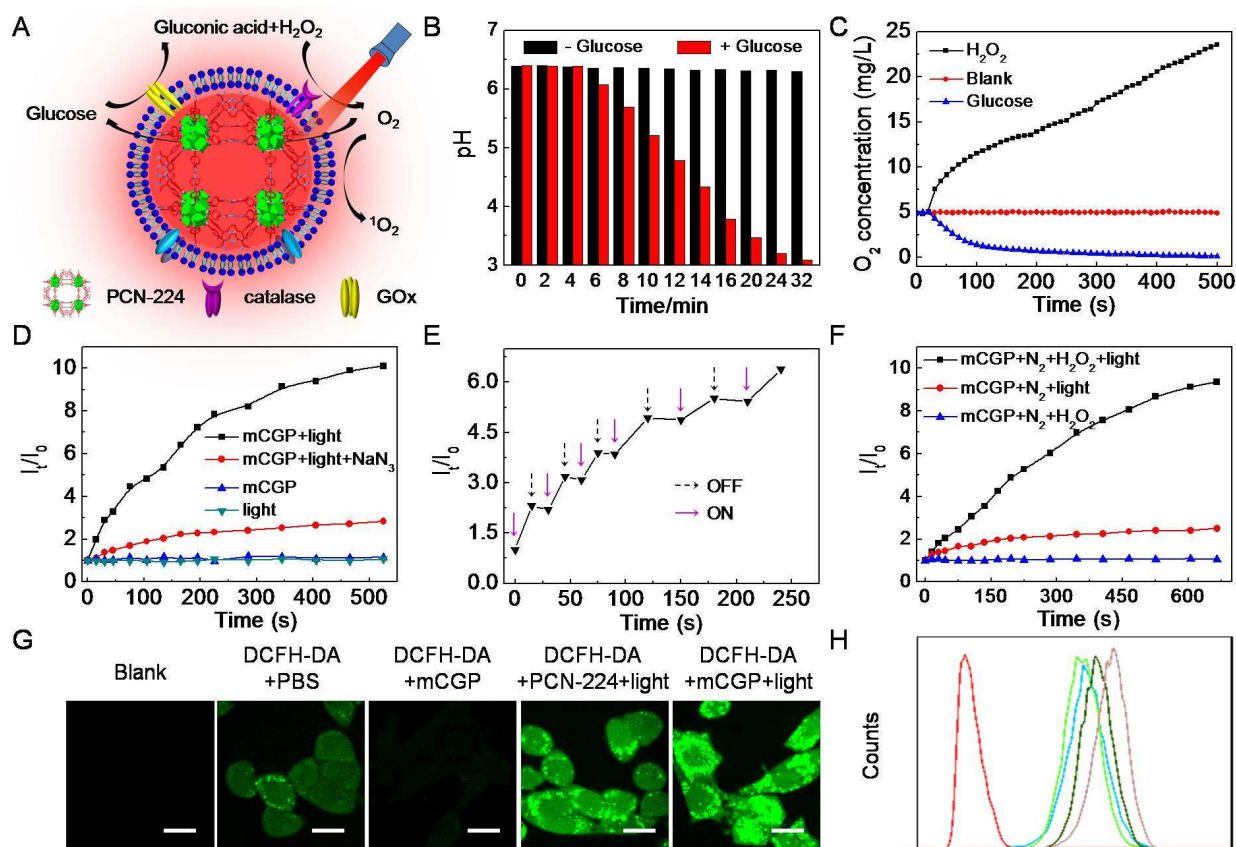 A
Gluconic acid+H₂O₂
Glucose
O₂
¹O₂
PCN-224
catalase
GOx
B
- Glucose
+ Glucose
pH
6
5
4
3
0 2 4 6 8 10 12 14 16 20 24 32
Time/min
C
O₂ concentration (mg/L)
25
20
15
10
5
0
H₂O₂
Blank
Glucose
0 100 200 300 400 500
Time (s)
D
Iₜ/I₀
10
8
6
4
2
0
mCGP+light
mCGP+light+NaN₃
mCGP
light
0 100 200 300 400 500
Time (s)
E
Iₜ/I₀
6.0
4.5
3.0
1.5
0.0
OFF
ON
0 50 100 150 200 250
Time (s)
F
Iₜ/I₀
10
8
6
4
2
0
mCGP+N₂+H₂O₂+light
mCGP+N₂+light
mCGP+N₂+H₂O₂
0 150 300 450 600
Time (s)
G
Blank
DCFH-DA
+PBS
DCFH-DA
+mCGP
DCFH-DA
+PCN-224+light
DCFH-DA
+mCGP+light
H
Counts